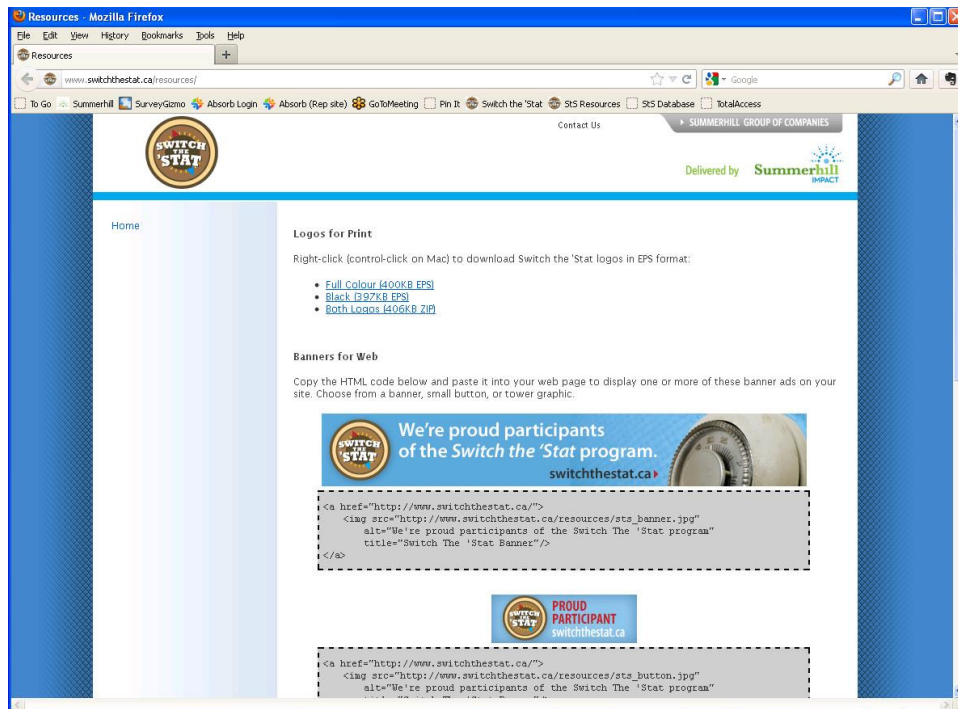 Resources - Mozilla Firefox
File Edit View History Bookmarks Tools Help
Resources
www.switchthestat.ca/resources/
Google
To Go Summerhill SurveyGizmo Absorb Login Absorb (Rep site) GoToMeeting Pin It Switch the 'Stat StS Resources StS Database TotalAccess
SWITCH
THE
'STAT
Contact Us
SUMMERHILL GROUP OF COMPANIES
Delivered by Summerhill
IMPACT
Home
Logos for Print
Right-click (control-click on Mac) to download Switch the 'Stat logos in EPS format:
Full Colour (400KB EPS)
Black (397KB EPS)
Both Logos (406KB ZIP)
Banners for Web
Copy the HTML code below and paste it into your web page to display one or more of these banner ads on your
site. Choose from a banner, small button, or tower graphic.
SWITCH
THE
'STAT
We're proud participants
of the Switch the 'Stat program.
switchthestat.ca
<a href="http://www.switchthestat.ca/">
<img src="http://www.switchthestat.ca/resources/sts_banner.jpg"
alt="We're proud participants of the Switch The 'Stat program"
title="Switch The 'Stat Banner"/>
</a>
SWITCH
THE
'STAT
PROUD
PARTICIPANT
switchthestat.ca
<a href="http://www.switchthestat.ca/">
<img src="http://www.switchthestat.ca/resources/sts_button.jpg"
alt="We're proud participants of the Switch The 'Stat program"